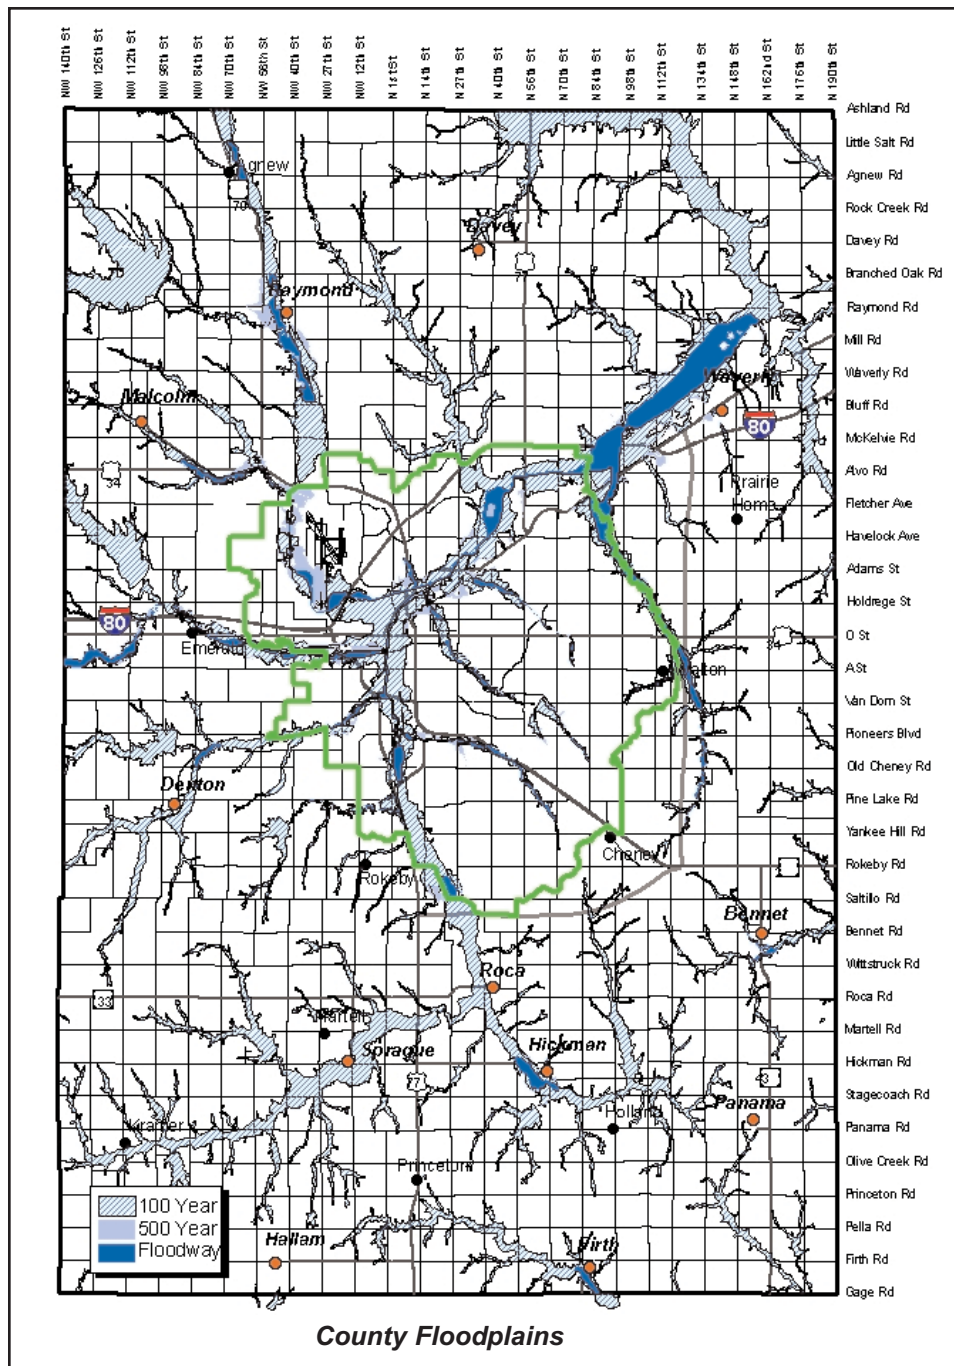 NW 140th St
NW 126th St
NW 112th St
NW 98th St
NW 84th St
NW 70th St
NW 56th St
NW 40th St
NW 27th St
NW 12th St
N 1st St
N 14th St
N 27th St
N 40th St
N 56th St
N 70th St
N 84th St
N 98th St
N 112th St
N 134th St
N 148th St
N 162nd St
N 176th St
N 190th St
Ashland Rd
Little Salt Rd
Agnew Rd
Rock Creek Rd
Davey Rd
Branched Oak Rd
Raymond Rd
Mill Rd
Waverly Rd
Bluff Rd
McKelvie Rd
Alvo Rd
Fletcher Ave
Havelock Ave
Adams St
Holdrege St
O St
A St
Van Dorn St
Pioneers Blvd
Old Cheney Rd
Pine Lake Rd
Yankee Hill Rd
Rokeby Rd
Saltillo Rd
Bennet Rd
Wittstruck Rd
Roca Rd
Martell Rd
Hickman Rd
Stagecoach Rd
Panama Rd
Olive Creek Rd
Princeton Rd
Pella Rd
Firth Rd
Gage Rd
Agnew
79
Davey
77
Raymond
Malcolm
Waverly
80
34
Prairie
Home
80
Emerald
34
Walton
Denton
Cheney
Rokeby
2
Bennet
Roca
33
Martell
Sprague
Hickman
77
43
Panama
Holland
Kramer
Princeton
Hallam
Firth
100 Year
500 Year
Floodway
County Floodplains